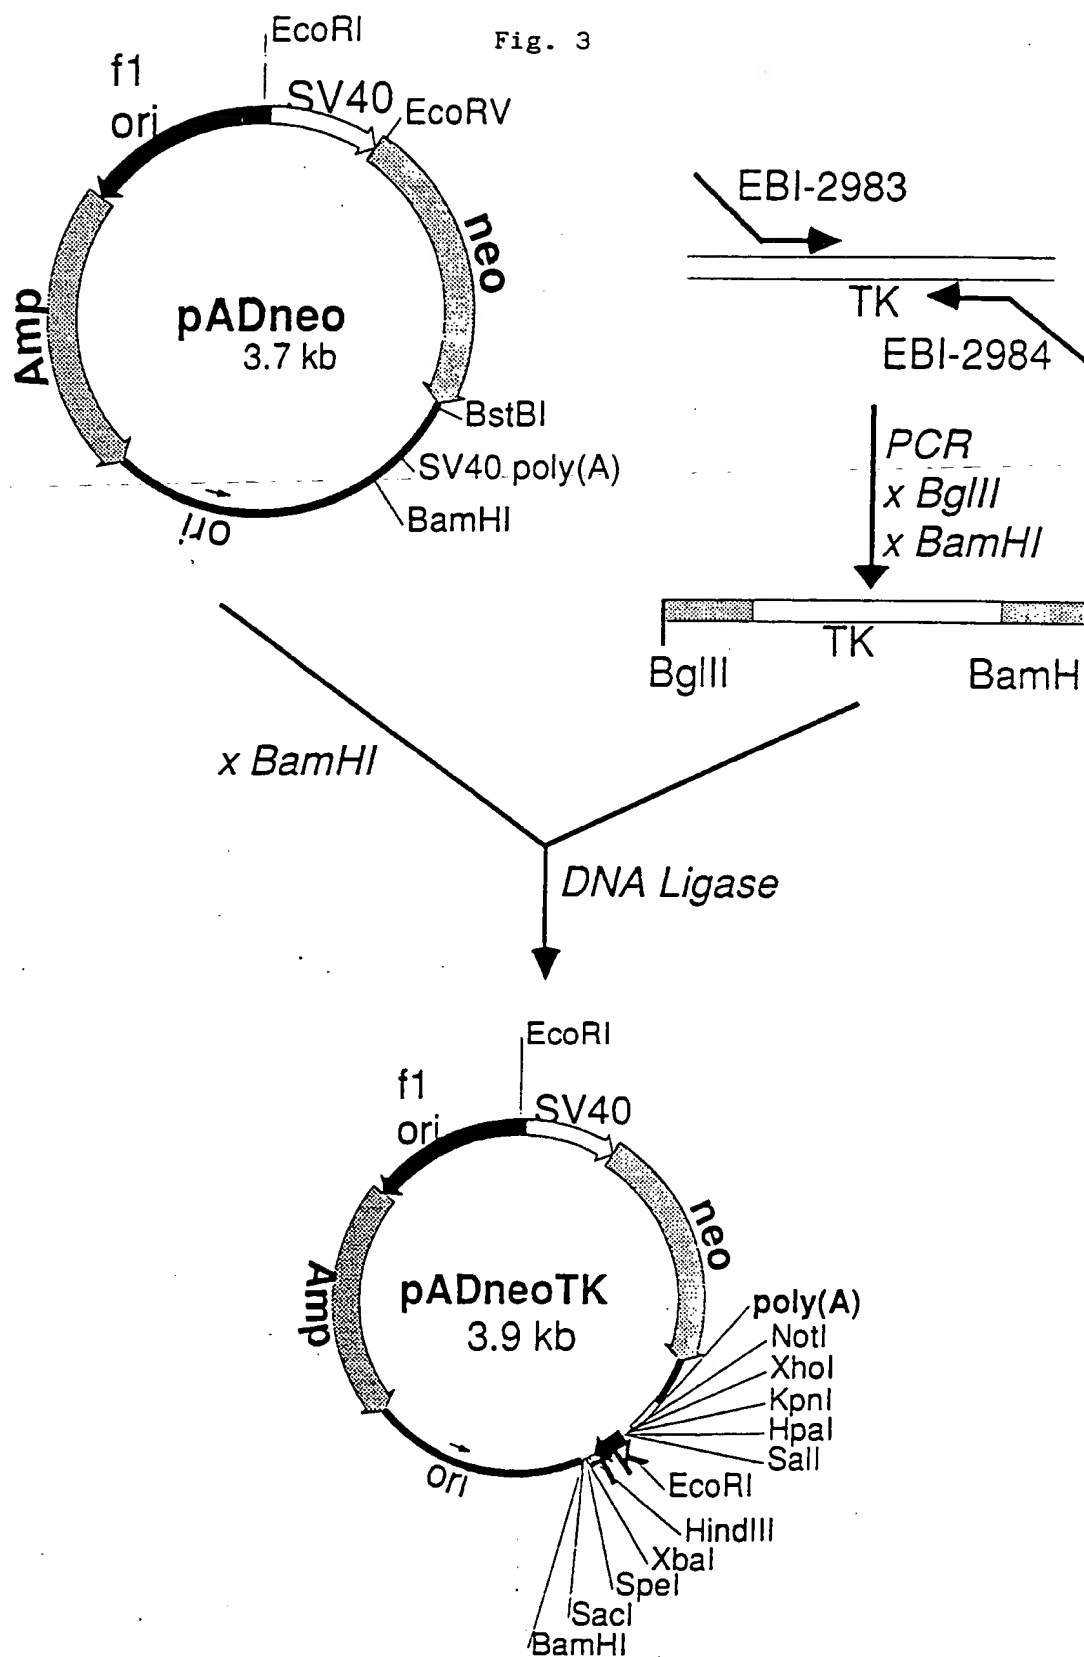 Fig. 3
EcoRI
f1
ori
SV40
EcoRV
neo
Amp
pADneo
3.7 kb
BstBI
SV40 poly(A)
BamHI
ori
EBI-2983
TK
EBI-2984
PCR
x BglII
x BamHI
TK
BglII
BamH
x BamHI
DNA Ligase
EcoRI
f1
ori
SV40
neo
Amp
pADneoTK
3.9 kb
poly(A)
NotI
XhoI
KpnI
HpaI
SalI
TK
EcoRI
HindIII
XbaI
SpeI
SacI
BamHI
ori